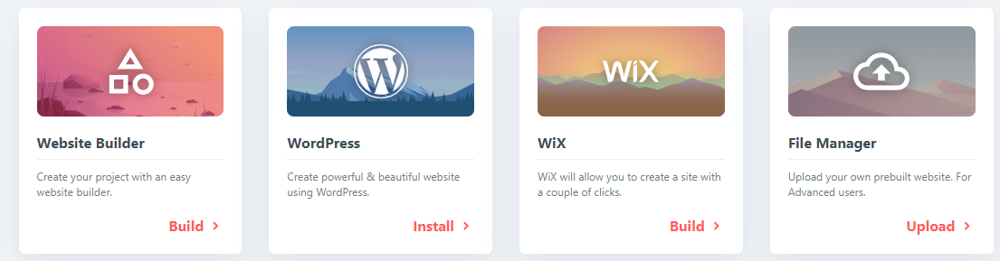 WiX
Website Builder
Create your project with an easy
website builder.
Build
WordPress
Create powerful & beautiful website
using WordPress.
Install
WiX
WiX will allow you to create a site with
a couple of clicks.
Build
File Manager
Upload your own prebuilt website. For
Advanced users.
Upload